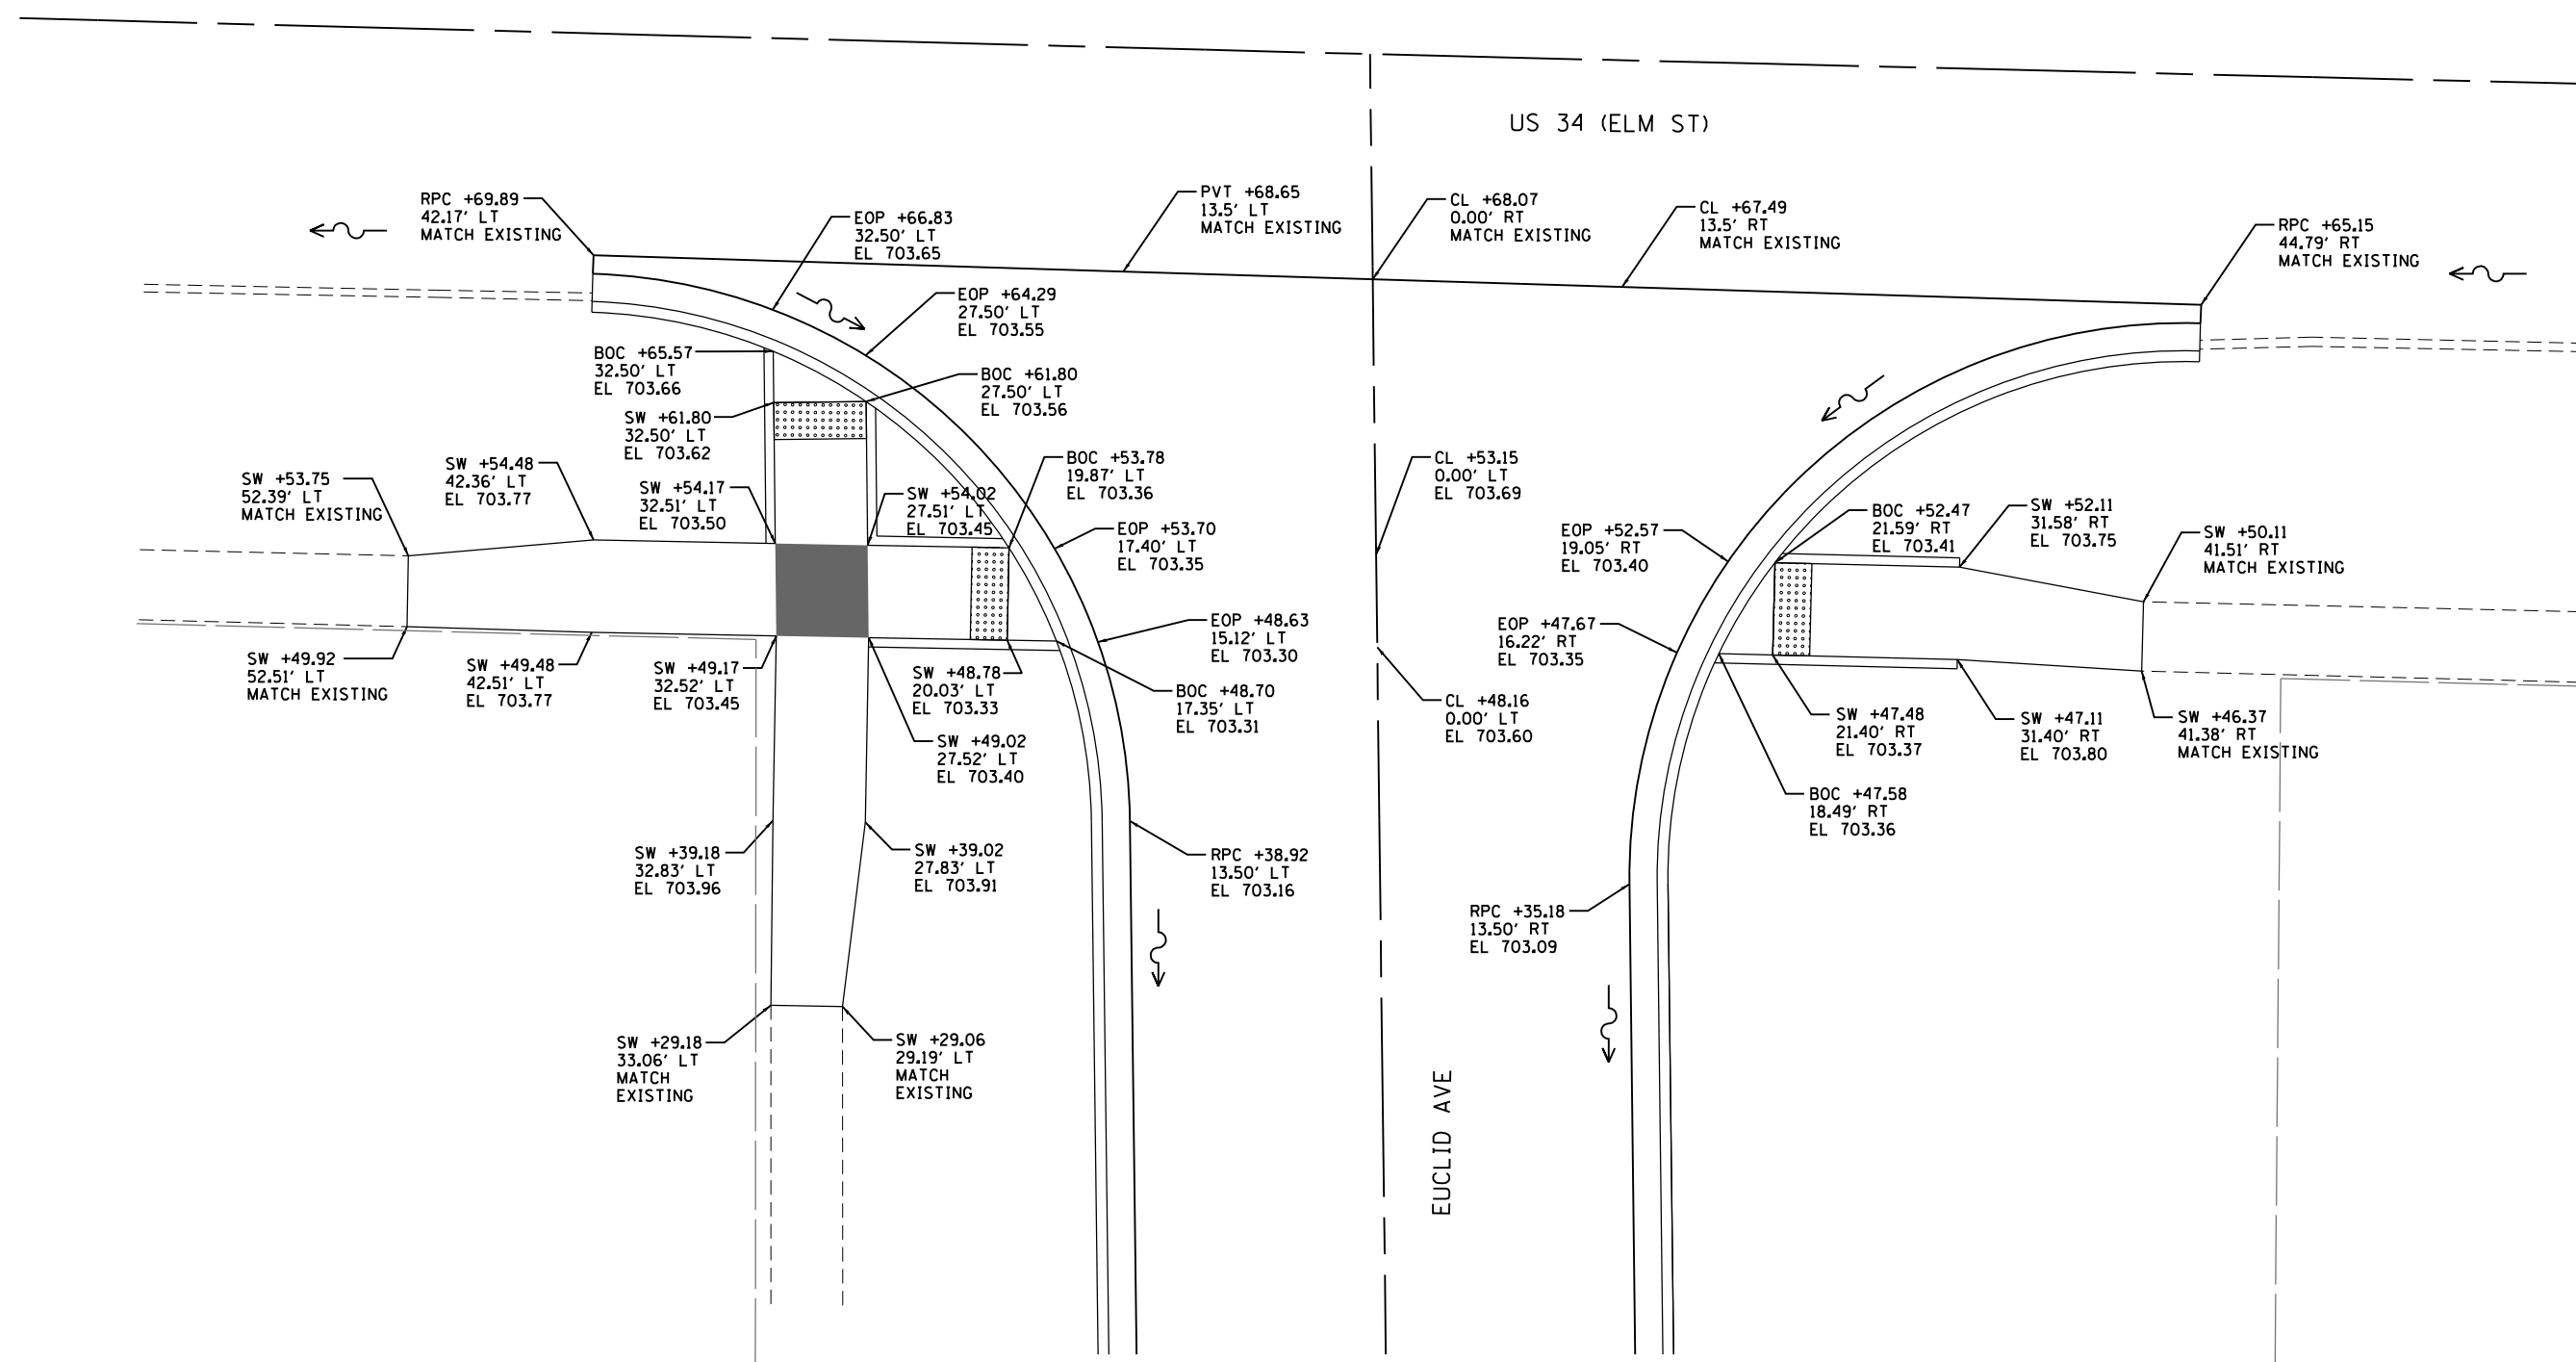 US 34 (ELM ST)
RPC +69.89
42.17' LT
MATCH EXISTING
EOP +66.83
32.50' LT
EL 703.65
PVT +68.65
13.5' LT
MATCH EXISTING
CL +68.07
0.00' RT
MATCH EXISTING
CL +67.49
13.5' RT
MATCH EXISTING
RPC +65.15
44.79' RT
MATCH EXISTING
EOP +64.29
27.50' LT
EL 703.55
BOC +65.57
32.50' LT
EL 703.66
BOC +61.80
27.50' LT
EL 703.56
SW +61.80
32.50' LT
EL 703.62
SW +53.75
52.39' LT
MATCH EXISTING
SW +54.48
42.36' LT
EL 703.77
SW +54.17
32.51' LT
EL 703.50
SW +54.02
27.51' LT
EL 703.45
BOC +53.78
19.87' LT
EL 703.36
EOP +53.70
17.40' LT
EL 703.35
CL +53.15
0.00' LT
EL 703.69
EOP +52.57
19.05' RT
EL 703.40
BOC +52.47
21.59' RT
EL 703.41
SW +52.11
31.58' RT
EL 703.75
SW +50.11
41.51' RT
MATCH EXISTING
SW +49.92
52.51' LT
MATCH EXISTING
SW +49.48
42.51' LT
EL 703.77
SW +49.17
32.52' LT
EL 703.45
SW +48.78
20.03' LT
EL 703.33
EOP +48.63
15.12' LT
EL 703.30
BOC +48.70
17.35' LT
EL 703.31
SW +49.02
27.52' LT
EL 703.40
CL +48.16
0.00' LT
EL 703.60
EOP +47.67
16.22' RT
EL 703.35
SW +47.48
21.40' RT
EL 703.37
SW +47.11
31.40' RT
EL 703.80
SW +46.37
41.38' RT
MATCH EXISTING
BOC +47.58
18.49' RT
EL 703.36
SW +39.18
32.83' LT
EL 703.96
SW +39.02
27.83' LT
EL 703.91
RPC +38.92
13.50' LT
EL 703.16
RPC +35.18
13.50' RT
EL 703.09
SW +29.18
33.06' LT
MATCH
EXISTING
SW +29.06
29.19' LT
MATCH
EXISTING
EUCLID AVE